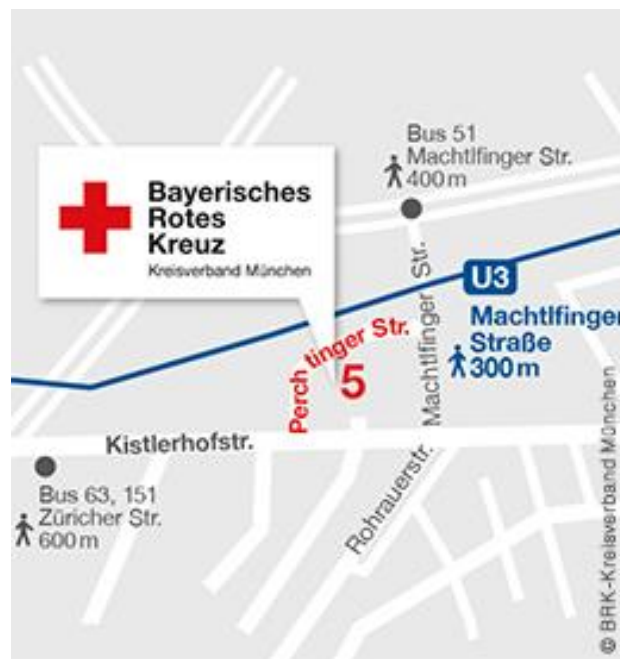 Bus 51
Machtlfinger Str.
400 m
Bayerisches
Rotes
Kreuz
Kreisverband München
U3
Machtlfinger
Straße
300 m
Perchtinger Str.
5
Machtlfinger Str.
Kistlerhofstr.
Rohrauerstr.
Bus 63, 151
Züricher Str.
600 m
© BRK-Kreisverband München